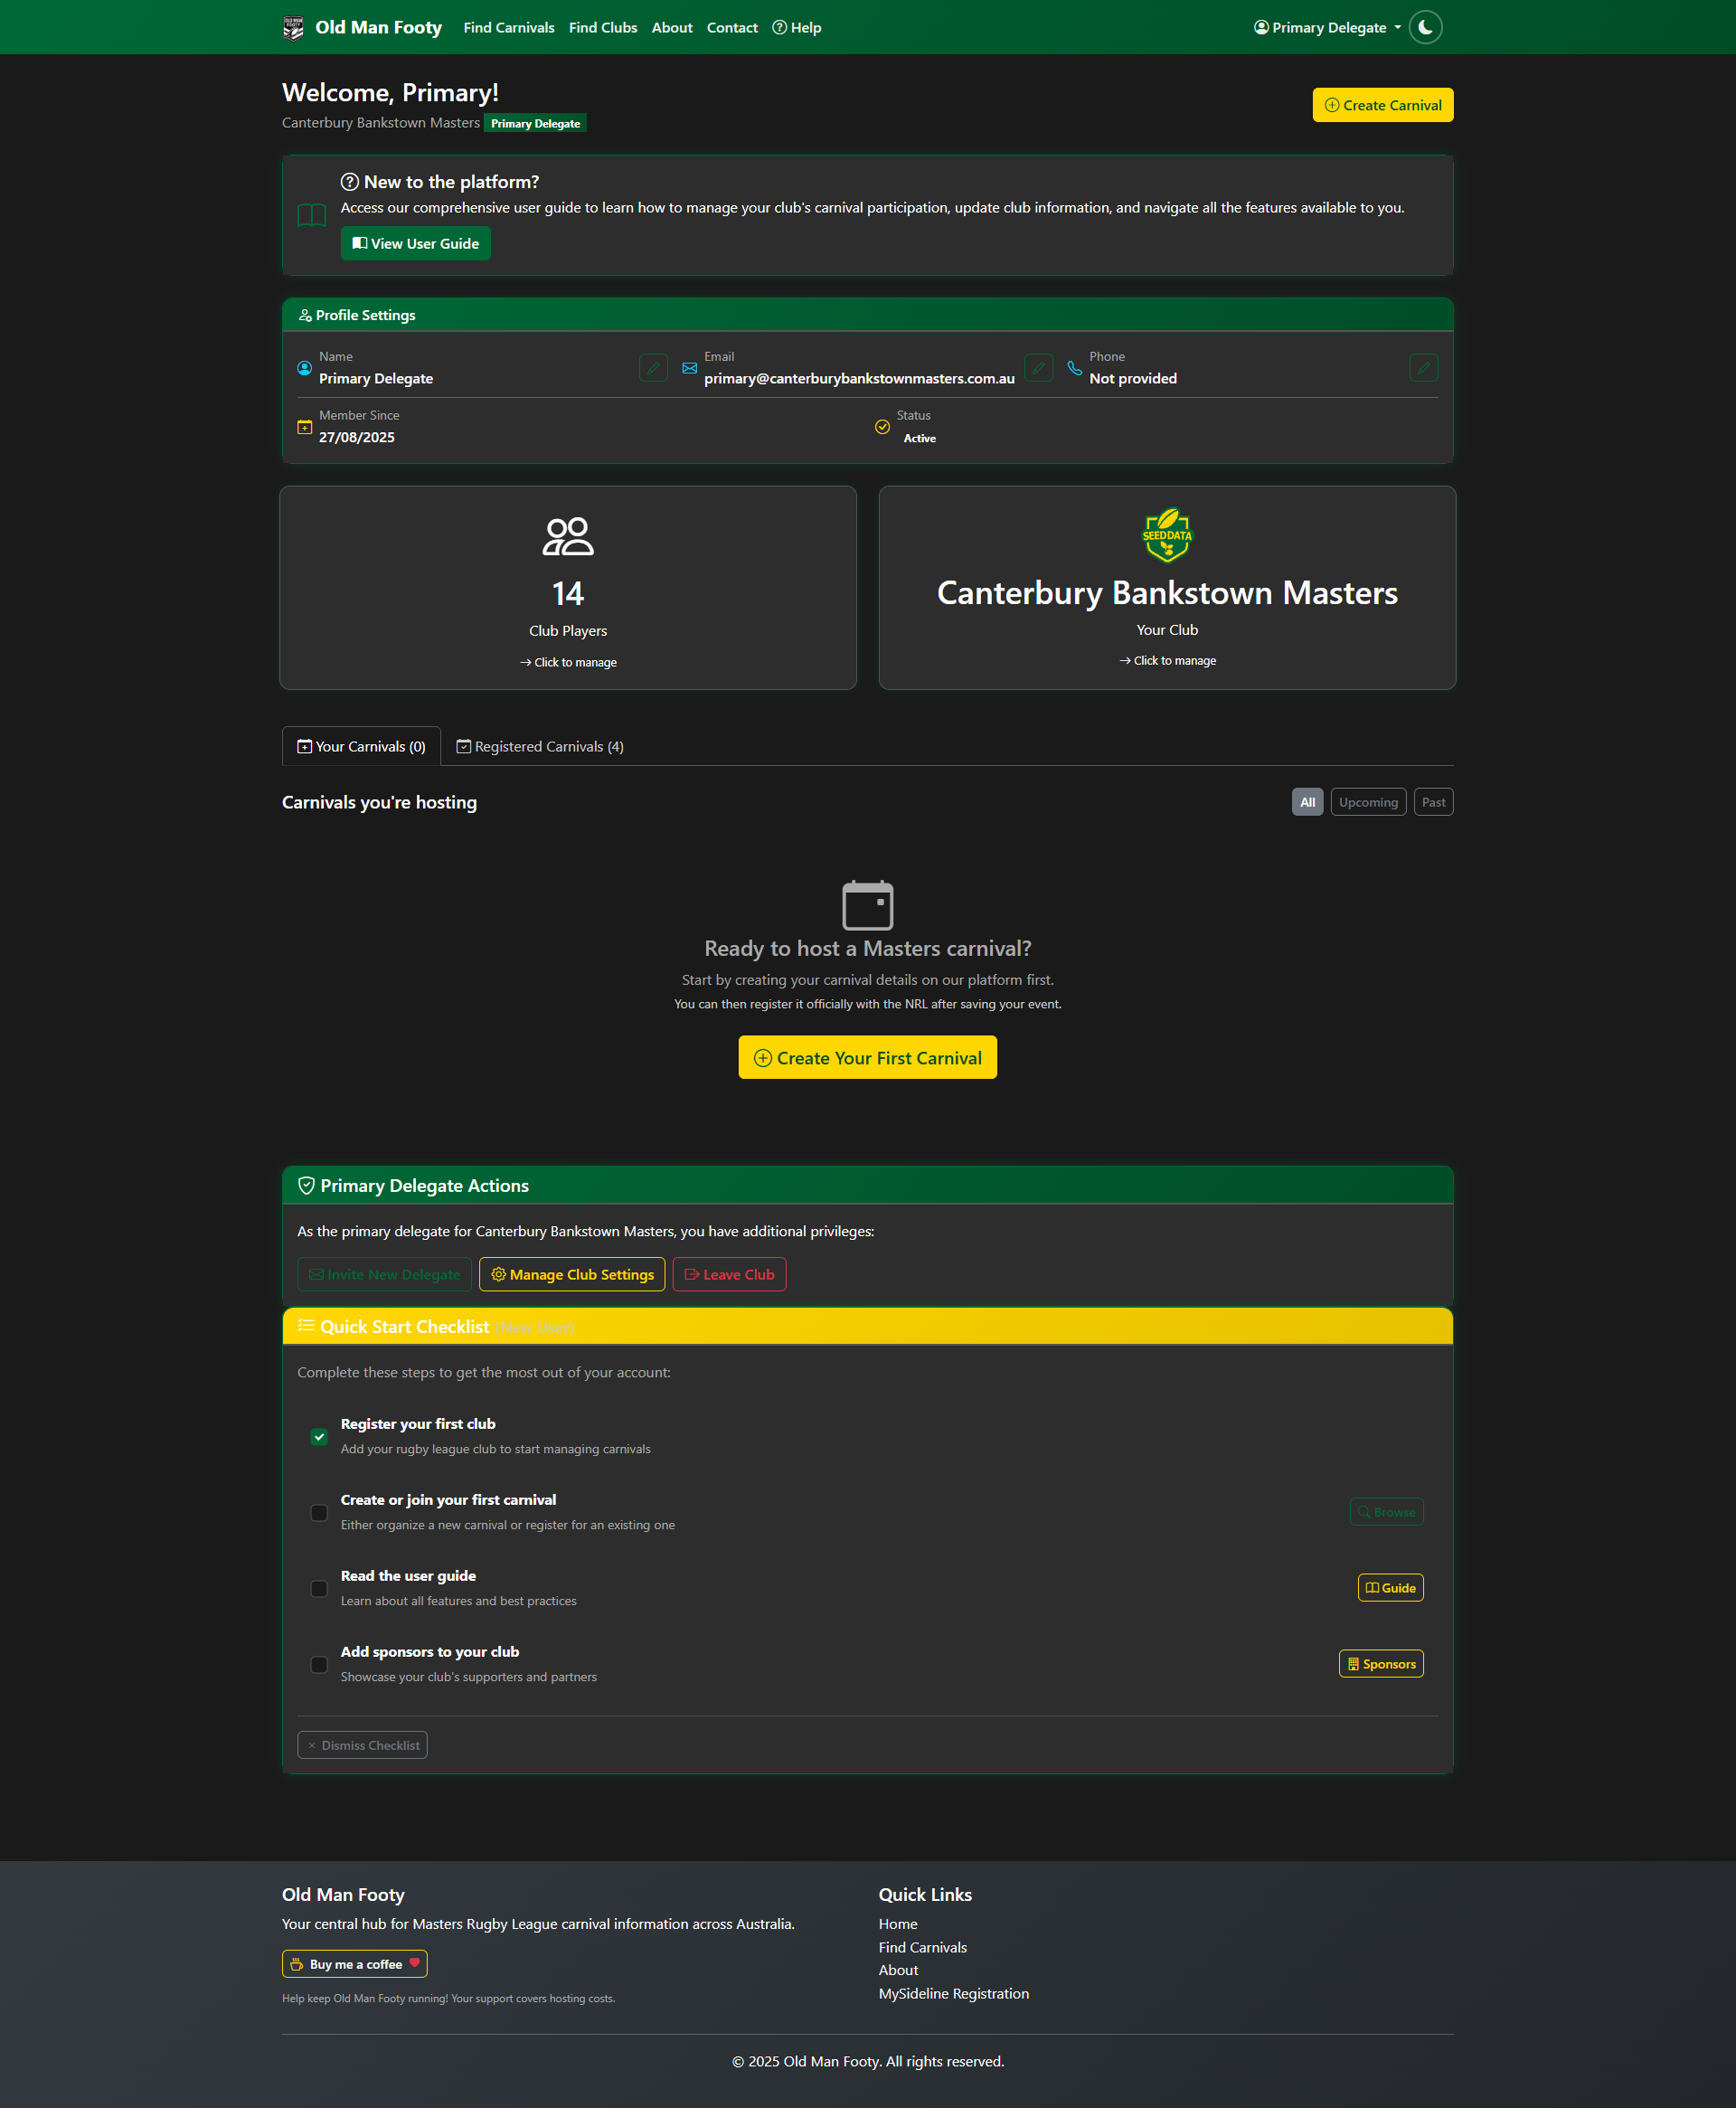 Old Man Footy Find Carnivals Find Clubs About Contact Help Primary Delegate
Welcome, Primary!
Canterbury Bankstown Masters Primary Delegate
Create Carnival
New to the platform?
Access our comprehensive user guide to learn how to manage your club's carnival participation, update club information, and navigate all the features available to you.
View User Guide
Profile Settings
Name
Primary Delegate
Email
primary@canterburybankstownmasters.com.au
Phone
Not provided
Member Since
27/08/2025
Status
Active
14
Club Players
→ Click to manage
SEED DATA
Canterbury Bankstown Masters
Your Club
→ Click to manage
Your Carnivals (0) Registered Carnivals (4)
Carnivals you're hosting
All Upcoming Past
Ready to host a Masters carnival?
Start by creating your carnival details on our platform first.
You can then register it officially with the NRL after saving your event.
Create Your First Carnival
Primary Delegate Actions
As the primary delegate for Canterbury Bankstown Masters, you have additional privileges:
Invite New Delegate Manage Club Settings Leave Club
Quick Start Checklist (New User)
Complete these steps to get the most out of your account:
Register your first club
Add your rugby league club to start managing carnivals
Create or join your first carnival
Either organize a new carnival or register for an existing one
Browse
Read the user guide
Learn about all features and best practices
Guide
Add sponsors to your club
Showcase your club's supporters and partners
Sponsors
× Dismiss Checklist
Old Man Footy
Your central hub for Masters Rugby League carnival information across Australia.
Buy me a coffee
Help keep Old Man Footy running! Your support covers hosting costs.
Quick Links
Home
Find Carnivals
About
MySideline Registration
© 2025 Old Man Footy. All rights reserved.